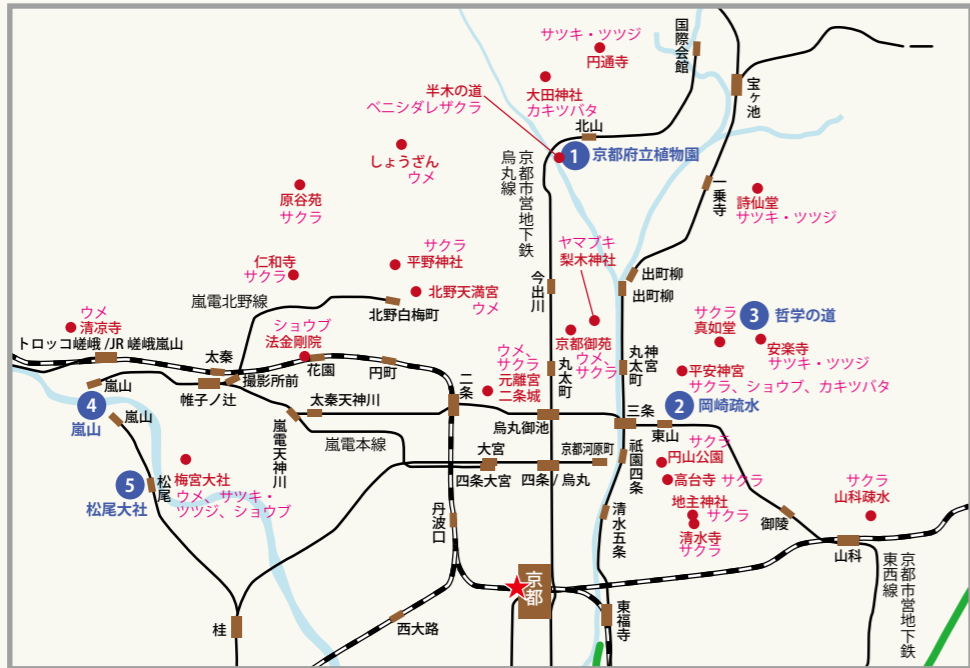 サツキ・ツツジ
円通寺
国際会館
宝ヶ池
大田神社
カキツバタ
半木の道
ベニシダレザクラ
北山
1
京都府立植物園
京都市営地下鉄
烏丸線
しょうざん
ウメ
原谷苑
サクラ
一乗寺
詩仙堂
サツキ・ツツジ
仁和寺
サクラ
サクラ
平野神社
北野天満宮
ウメ
嵐電北野線
北野白梅町
ヤマブキ
梨木神社
今出川
出町柳
出町柳
ウメ
清凉寺
トロッコ嵯峨/JR 嵯峨嵐山
太秦
ショウブ
法金剛院
花園
円町
撮影所前
帷子ノ辻
嵐山
4
嵐山
嵐山
太秦天神川
嵐電天神川
嵐電本線
二条
ウメ、
サクラ
元離宮
二条城
京都御苑
ウメ、
サクラ
丸太町
神宮
丸太町
サクラ
真如堂
3
哲学の道
安楽寺
サツキ・ツツジ
平安神宮
サクラ、ショウブ、カキツバタ
2
岡崎疏水
烏丸御池
三条
東山
大宮
四条大宮
四条 / 烏丸
京都河原町
祇園四条
サクラ
円山公園
高台寺
サクラ
地主神社
サクラ
清水寺
サクラ
サクラ
山科疏水
御陵
山科
京都市営地下鉄
東西線
5
松尾大社
松尾
梅宮大社
ウメ、サツキ・
ツツジ、ショウブ
丹波口
清水五条
京都
東福寺
西大路
桂